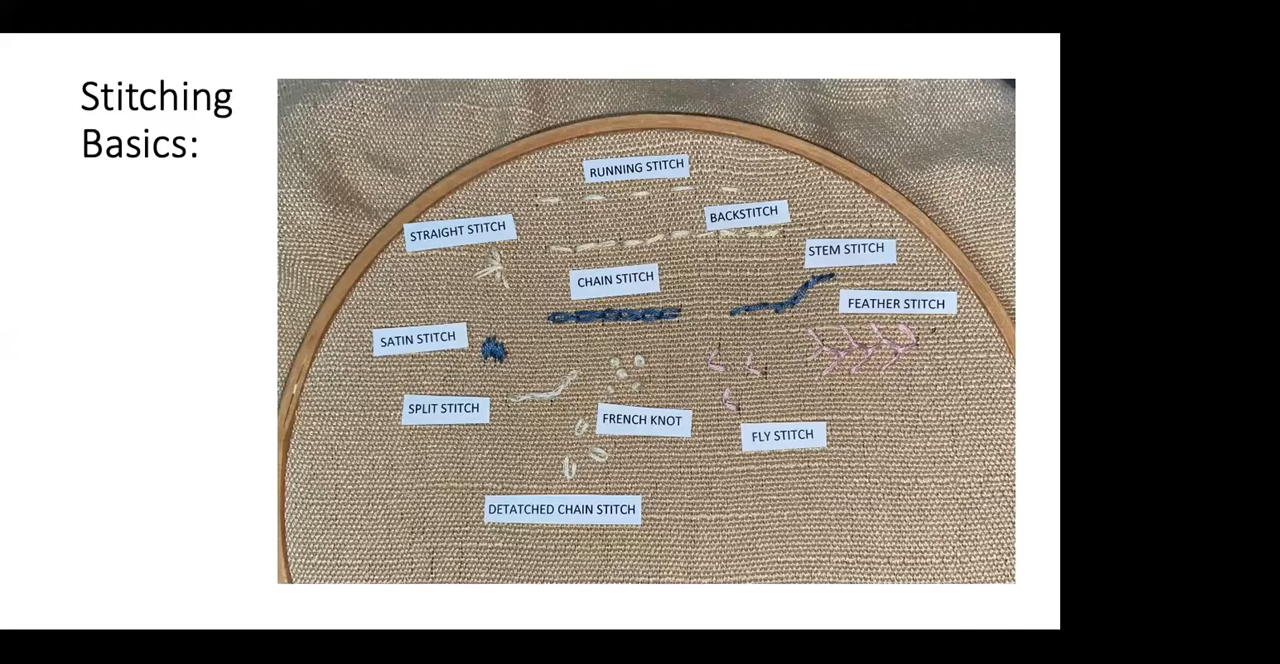 Stitching
Basics:
RUNNING STITCH
BACKSTITCH
STRAIGHT STITCH
STEM STITCH
CHAIN STITCH
FEATHER STITCH
SATIN STITCH
SPLIT STITCH
FRENCH KNOT
FLY STITCH
DETATCHED CHAIN STITCH